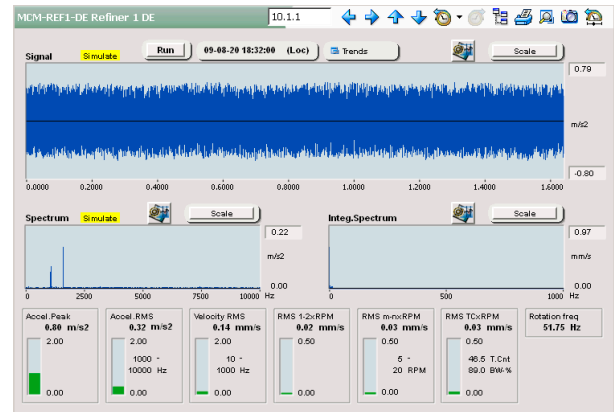 MCM-REF1-DE Refiner 1 DE 10.1.1
Signal Simulate Run 09-08-20 18:32:00 (Loc) Trends Scale
0.79
m/s2
-0.80
0.0000 0.2000 0.4000 0.6000 0.8000 1.0000 1.2000 1.4000 1.6000
Spectrum Simulate Scale Integ.Spectrum Scale
0.22 0.97
m/s2 mm/s
0.00 0.00
0 2500 5000 7500 10000 Hz 0 500 1000 Hz
Accel.Peak Accel.RMS Velocity RMS RMS 1-2xRPM RMS m-nxRPM RMS TCxRPM Rotation freq
0.80 m/s2 0.32 m/s2 0.14 mm/s 0.02 mm/s 0.03 mm/s 0.03 mm/s 51.75 Hz
2.00 2.00 2.00 0.50 0.50 0.50
1000 - 10 - 5 - 46.5 T.Cnt
10000 Hz 1000 Hz 20 RPM 89.0 BW-%
0.00 0.00 0.00 0.00 0.00 0.00